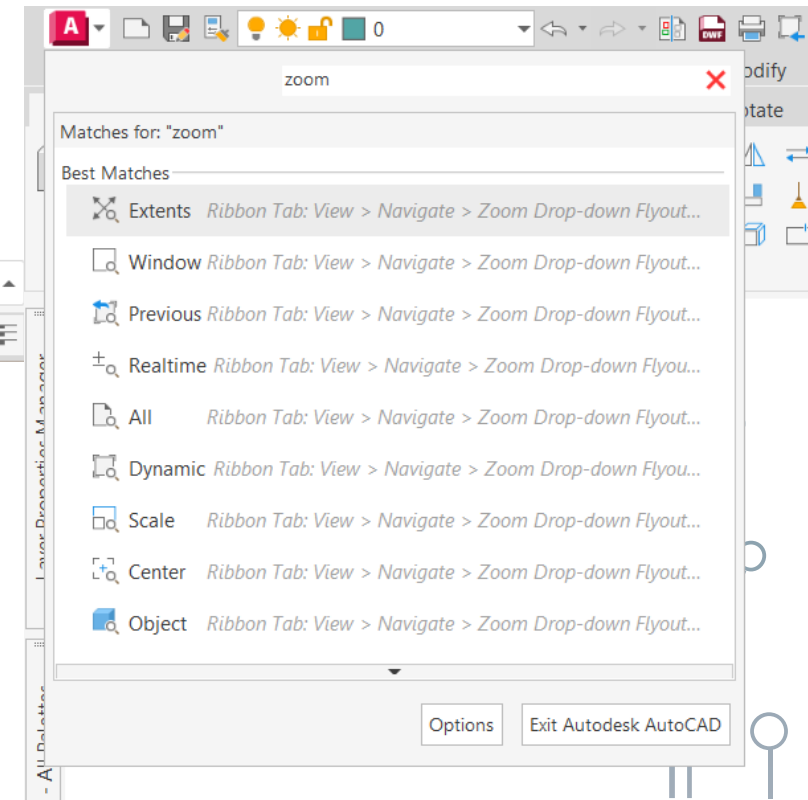 A
0
DWF
zoom
odify
otate
Matches for: "zoom"
Best Matches
Extents Ribbon Tab: View > Navigate > Zoom Drop-down Flyout...
Window Ribbon Tab: View > Navigate > Zoom Drop-down Flyout...
Previous Ribbon Tab: View > Navigate > Zoom Drop-down Flyout...
Realtime Ribbon Tab: View > Navigate > Zoom Drop-down Flyou...
All Ribbon Tab: View > Navigate > Zoom Drop-down Flyout...
Dynamic Ribbon Tab: View > Navigate > Zoom Drop-down Flyou...
Scale Ribbon Tab: View > Navigate > Zoom Drop-down Flyout...
Center Ribbon Tab: View > Navigate > Zoom Drop-down Flyout...
Object Ribbon Tab: View > Navigate > Zoom Drop-down Flyout...
Options
Exit Autodesk AutoCAD
Layer Properties Manager
- All Palettes